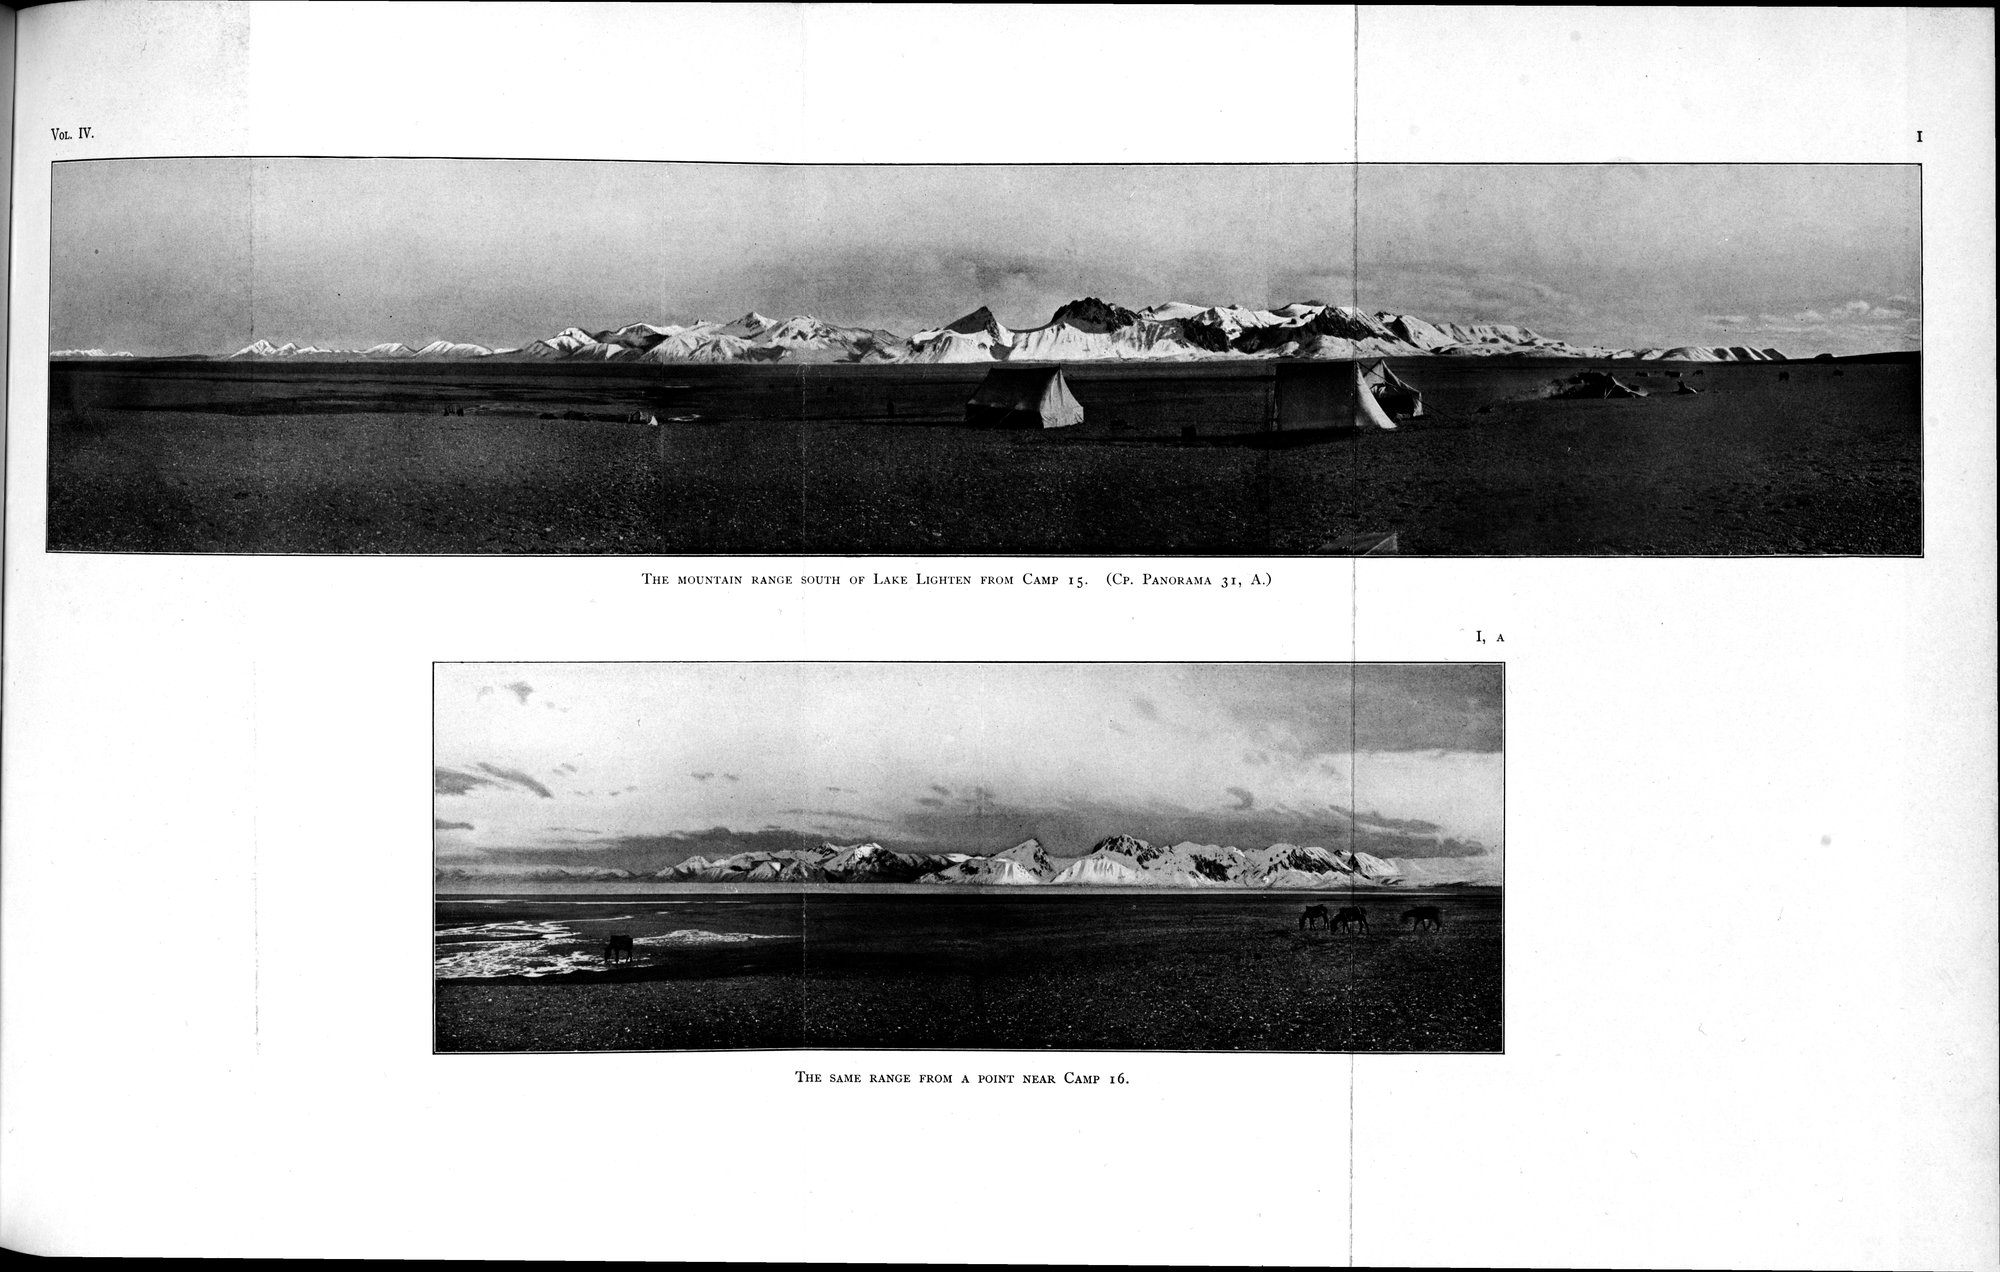 Vol. IV.
I
The mountain range south of Lake Lighten from Camp 15. (Cp. Panorama 31, A.)
I, A
The same range from a point near Camp 16.